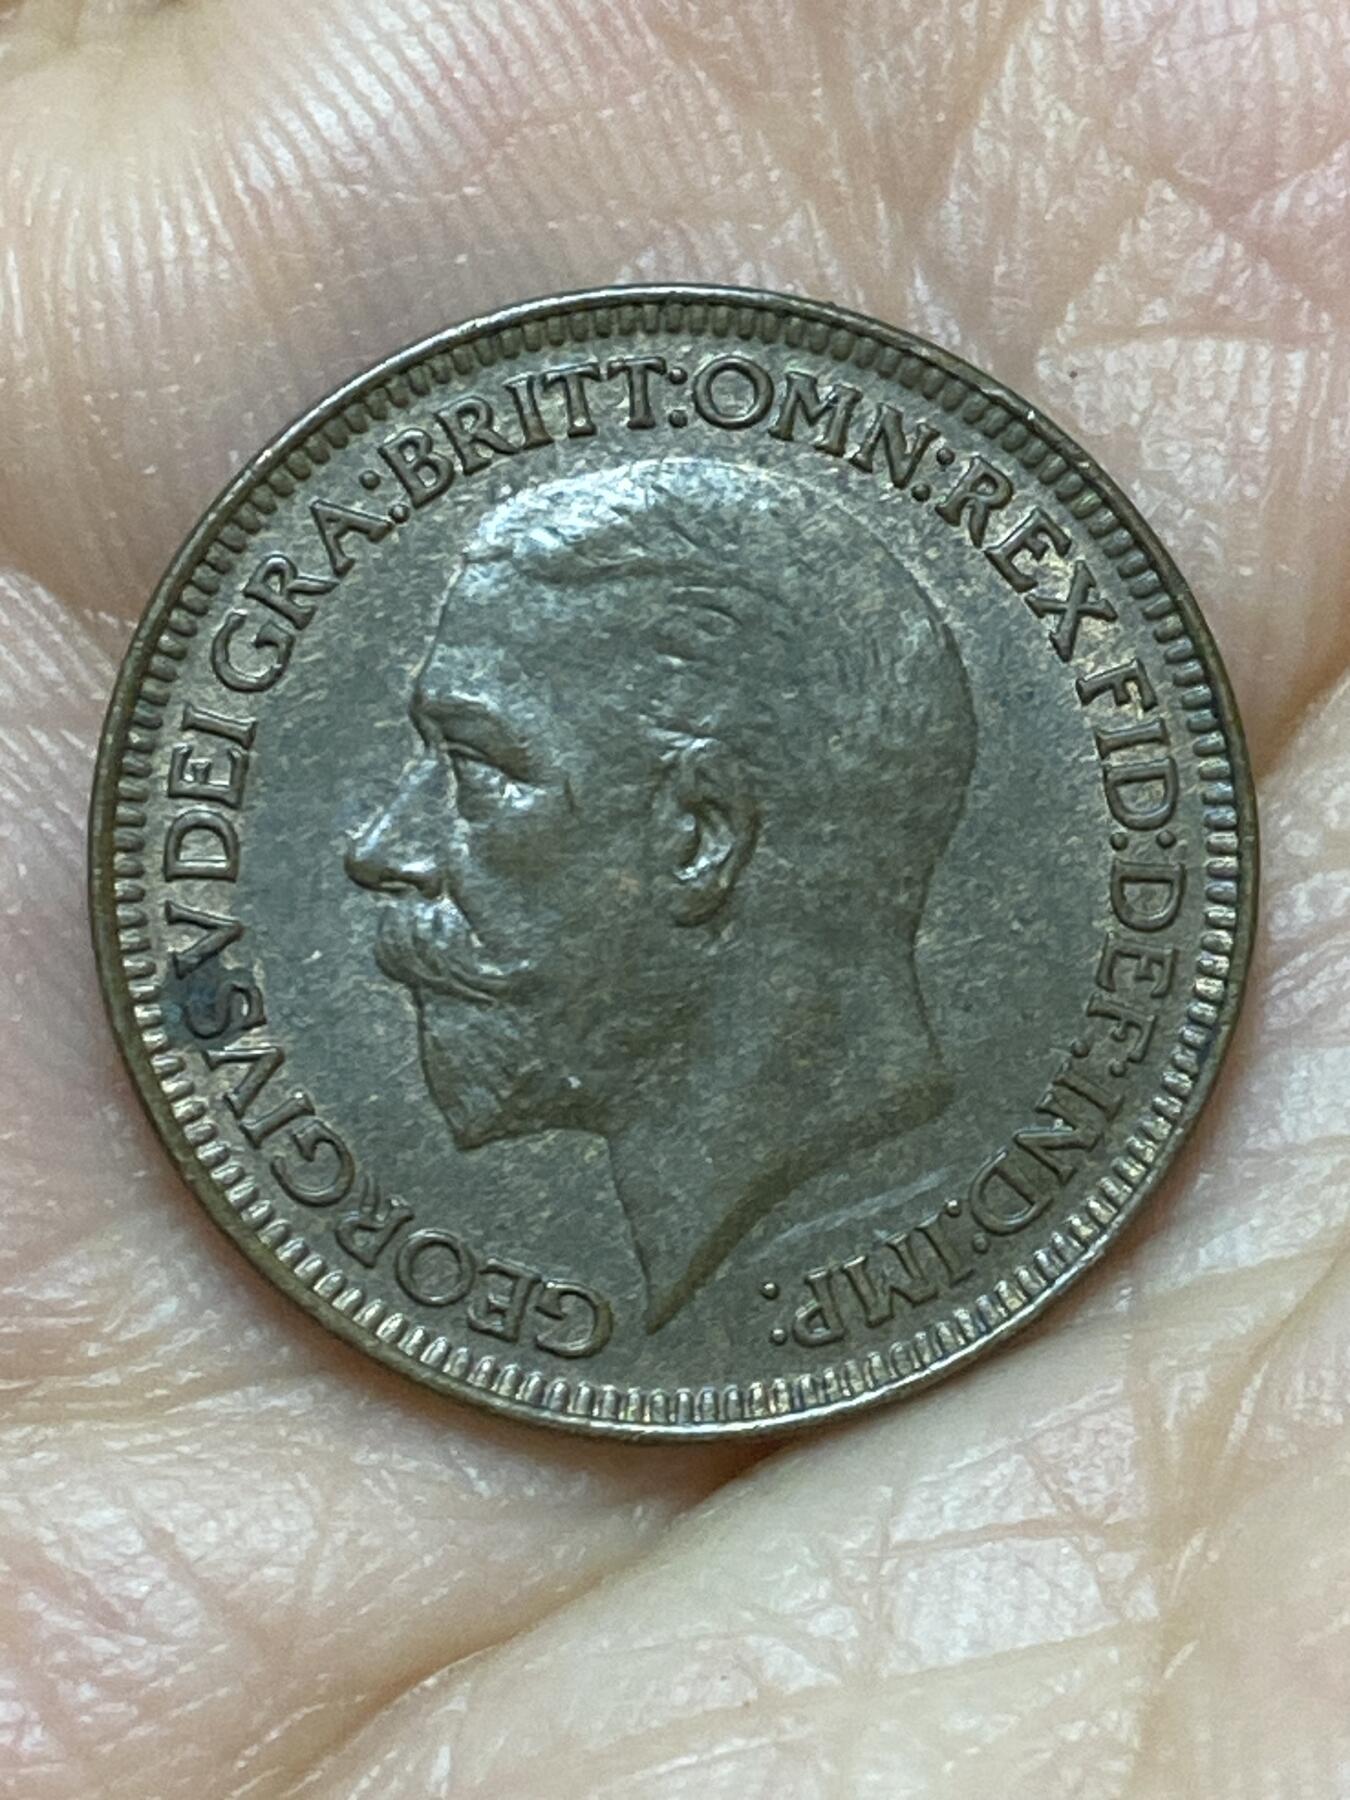 GEORGIVS V DEI GRA: BRITT: OMN: REX FID: DEF: IND: IMP: